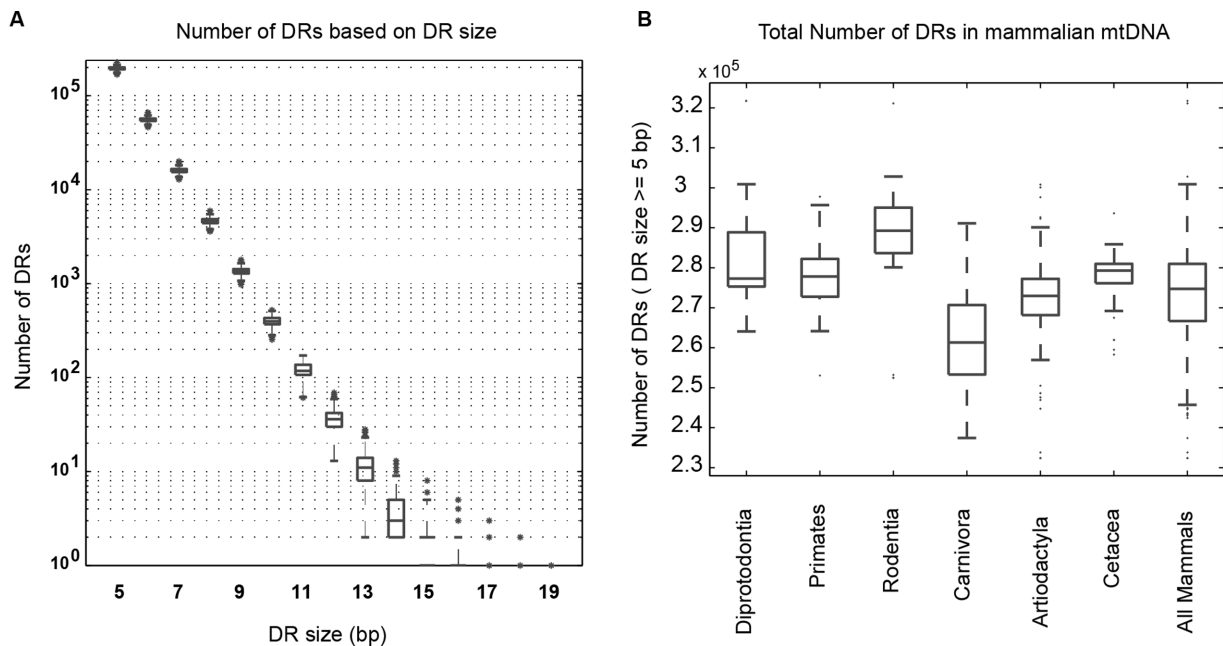 A
Number of DRs based on DR size
Number of DRs
10^5
10^4
10^3
10^2
10^1
10^0
5 7 9 11 13 15 17 19
DR size (bp)
B
Total Number of DRs in mammalian mtDNA
x 10^5
Number of DRs ( DR size >= 5 bp)
3 2
3 1
3
2 9
2 8
2 7
2 6
2 5
2 4
2 3
Diprotodontia
Primates
Rodentia
Carnivora
Artiodactyla
Cetacea
All Mammals